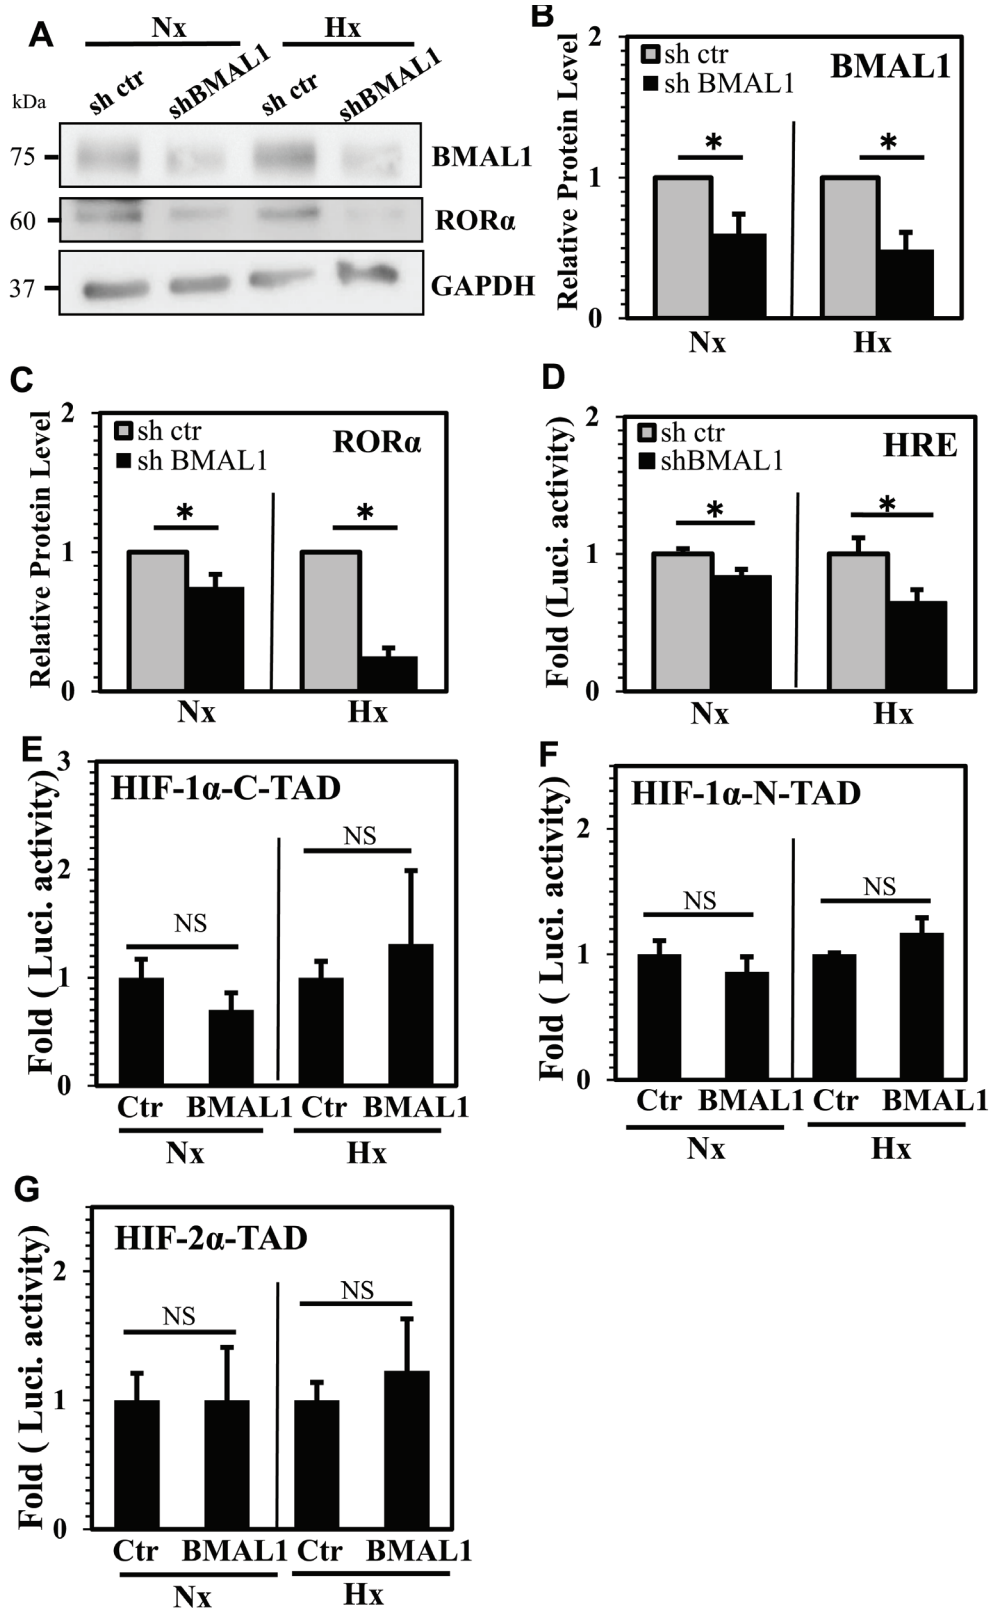 A
Nx
Hx
kDa
sh ctr
shBMAL1
sh ctr
shBMAL1
75
BMAL1
60
RORα
37
GAPDH
B
Relative Protein Level
2
1
0
sh ctr
sh BMAL1
BMAL1
*
*
Nx
Hx
C
Relative Protein Level
2
1
0
sh ctr
sh BMAL1
RORα
*
*
Nx
Hx
D
Fold (Luci. activity)
2
1
0
sh ctr
shBMAL1
HRE
*
*
Nx
Hx
E
Fold ( Luci. activity)
3
2
1
0
HIF-1α-C-TAD
NS
NS
Ctr
BMAL1
Ctr
BMAL1
Nx
Hx
F
Fold ( Luci. activity)
2
1
0
HIF-1α-N-TAD
NS
NS
Ctr
BMAL1
Ctr
BMAL1
Nx
Hx
G
Fold ( Luci. activity)
2
1
0
HIF-2α-TAD
NS
NS
Ctr
BMAL1
Ctr
BMAL1
Nx
Hx